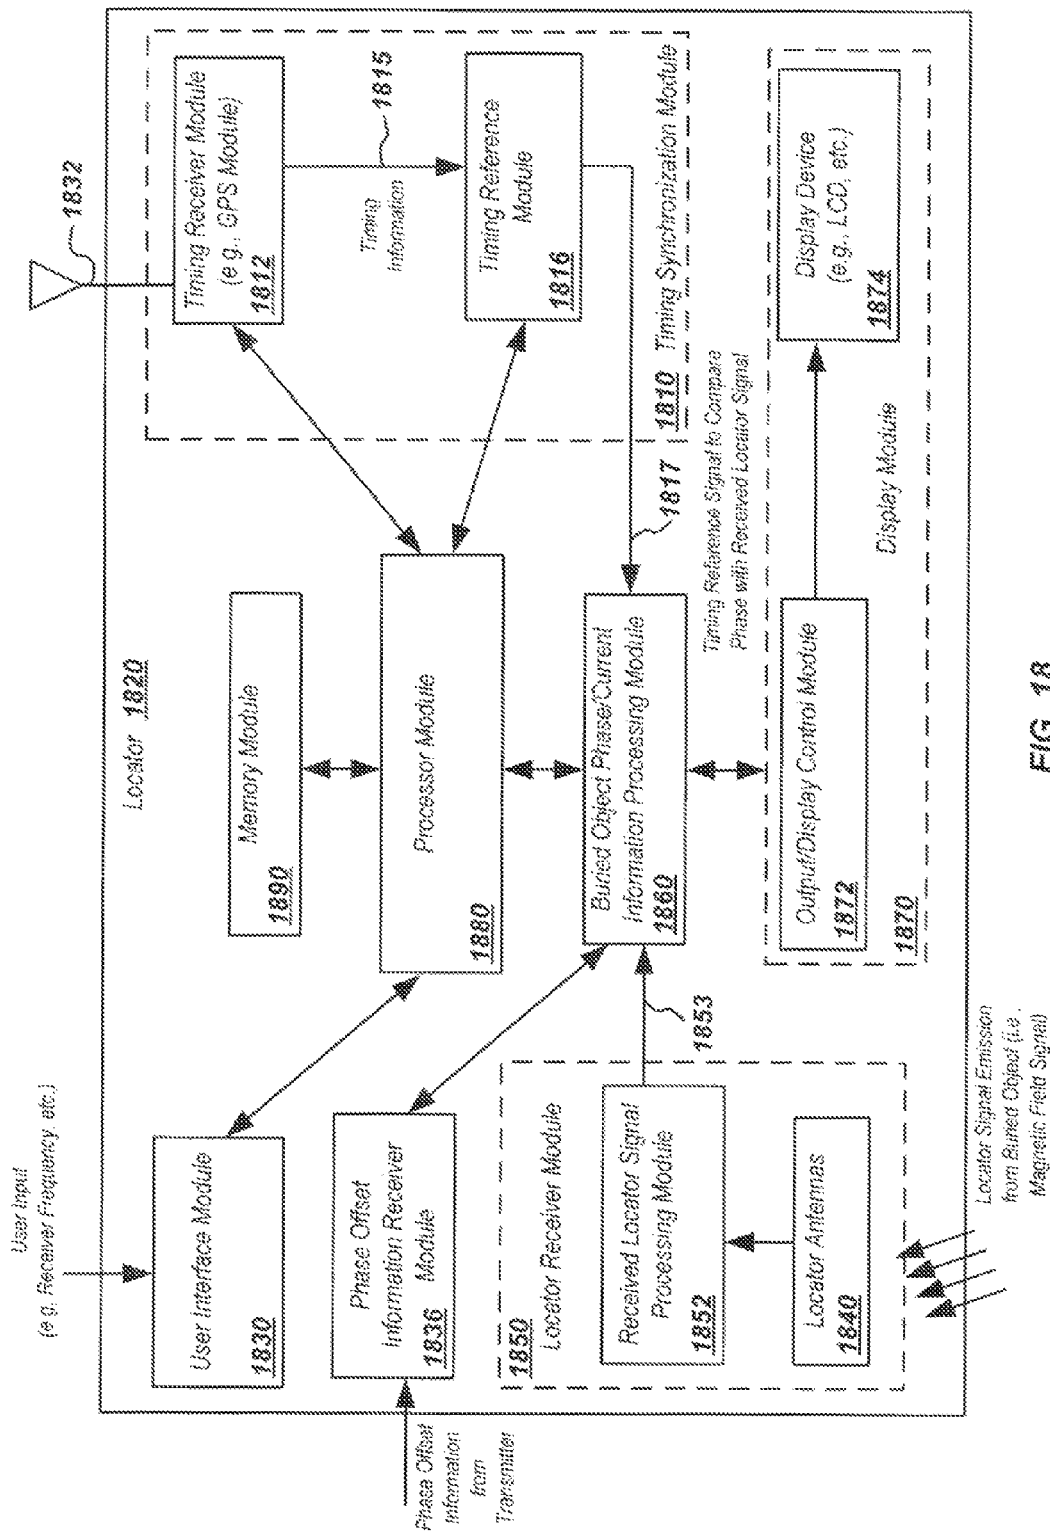 User Input
(e.g. Receiver Frequency, etc.)
Locator 1820
1832
User Interface Module
1830
Memory Module
1890
Timing Receiver Module
(e.g., GPS Module)
1812
Phase Offset
Information
from
Transmitter
Phase Offset
Information Receiver
Module
1836
Processor Module
1880
Timing
Information
1815
Timing Reference
Module
1816
1850
Locator Receiver Module
Received Locator Signal
Processing Module
1852
1853
Buried Object Phase/Current
Information Processing Module
1860
1817
1810 Timing Synchronization Module
Timing Reference Signal to Compare
Phase with Received Locator Signal
Locator Antennas
1840
Output/Display Control Module
1872
Display Device
(e.g., LCD, etc.)
1874
1870
Display Module
Locator Signal Emission
from Buried Object (i.e.,
Magnetic Field Signal)
FIG. 18